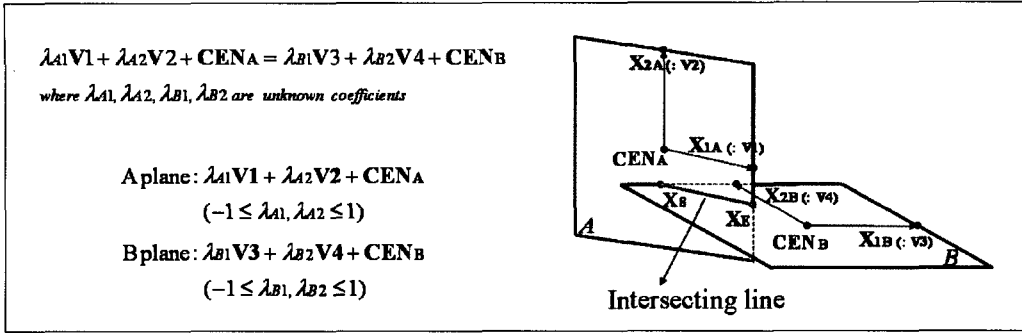 λA1V1 + λA2V2 + CENA = λB1V3 + λB2V4 + CENB
where λA1, λA2, λB1, λB2 are unknown coefficients
A plane: λA1V1 + λA2V2 + CENA
(-1 ≤ λA1, λA2 ≤ 1)
B plane: λB1V3 + λB2V4 + CENB
(-1 ≤ λB1, λB2 ≤ 1)
X2A (: V2)
X1A (: V1)
CENA
XS
X2B (: V4)
XE
CENB
X1B (: V3)
A
B
Intersecting line